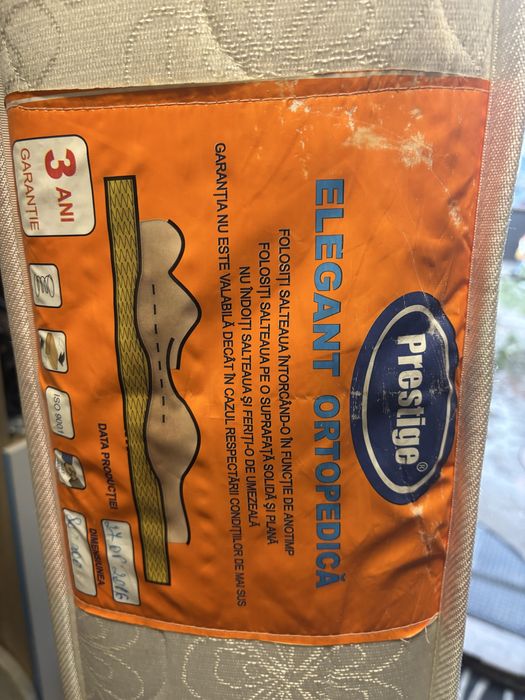 Prestige®
ELEGANT ORTOPEDICĂ
FOLOSIȚI SALTEAUA ÎNTORCÂND-O ÎN FUNCȚIE DE ANOTIMP
FOLOSIȚI SALTEAUA PE O SUPRAFAȚĂ SOLIDĂ ȘI PLANĂ
NU ÎNDOIȚI SALTEAUA ȘI FERIȚI-O DE UMEZEALĂ
GARANȚIA NU ESTE VALABILĂ DECÂT ÎN CAZUL RESPECTĂRII CONDIȚIILOR DE MAI SUS
3 ANI
GARANȚIE
ISO 9001
DATA PRODUCȚIEI
DIMENSIUNEA